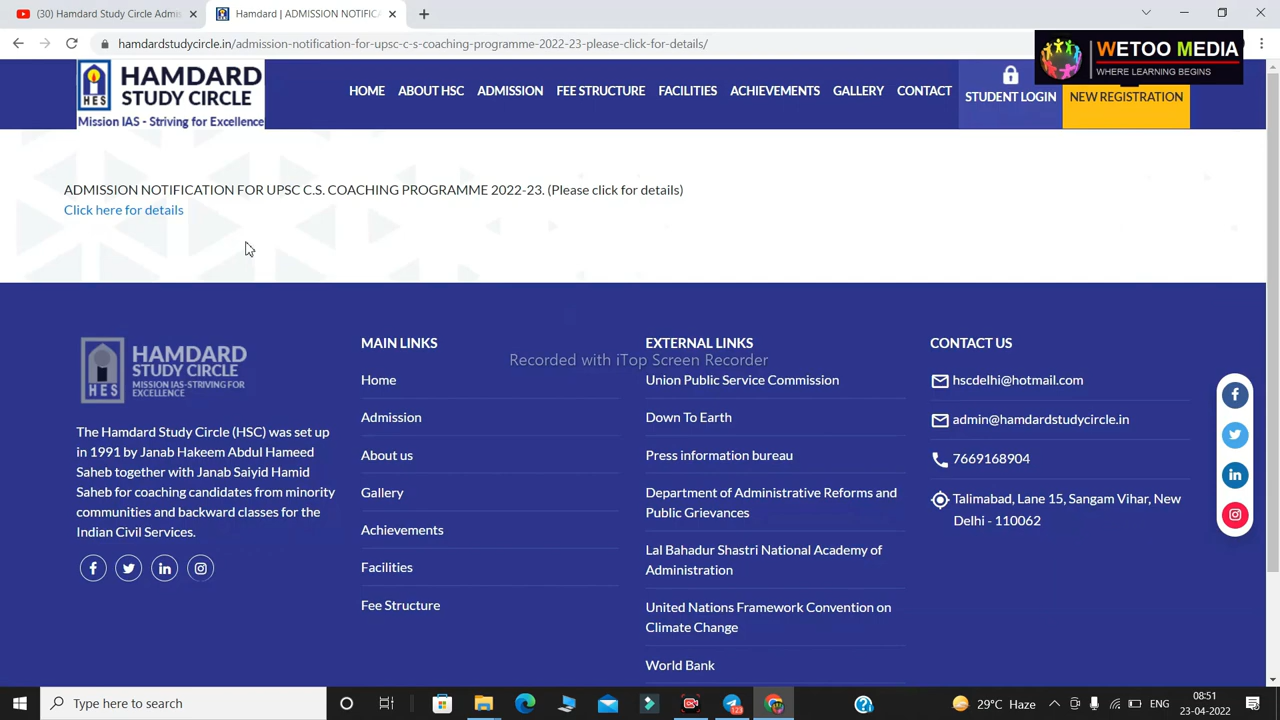 (30) Hamdard Study Circle Admis
Hamdard | ADMISSION NOTIFICA
hamdardstudycircle.in/admission-notification-for-upsc-c-s-coaching-programme-2022-23-please-click-for-details/
WETOO MEDIA
WHERE LEARNING BEGINS
HES
HAMDARD
STUDY CIRCLE
Mission IAS - Striving for Excellence
HOME
ABOUT HSC
ADMISSION
FEE STRUCTURE
FACILITIES
ACHIEVEMENTS
GALLERY
CONTACT
STUDENT LOGIN
NEW REGISTRATION
ADMISSION NOTIFICATION FOR UPSC C.S. COACHING PROGRAMME 2022-23. (Please click for details)
Click here for details
Recorded with iTop Screen Recorder
HES
HAMDARD
STUDY CIRCLE
MISSION IAS-STRIVING FOR
EXCELLENCE
The Hamdard Study Circle (HSC) was set up
in 1991 by Janab Hakeem Abdul Hameed
Saheb together with Janab Saiyid Hamid
Saheb for coaching candidates from minority
communities and backward classes for the
Indian Civil Services.
MAIN LINKS
Home
Admission
About us
Gallery
Achievements
Facilities
Fee Structure
EXTERNAL LINKS
Union Public Service Commission
Down To Earth
Press information bureau
Department of Administrative Reforms and
Public Grievances
Lal Bahadur Shastri National Academy of
Administration
United Nations Framework Convention on
Climate Change
World Bank
CONTACT US
hscdelhi@hotmail.com
admin@hamdardstudycircle.in
7669168904
Talimabad, Lane 15, Sangam Vihar, New
Delhi - 110062
Type here to search
123
29°C Haze
ENG
08:51
23-04-2022